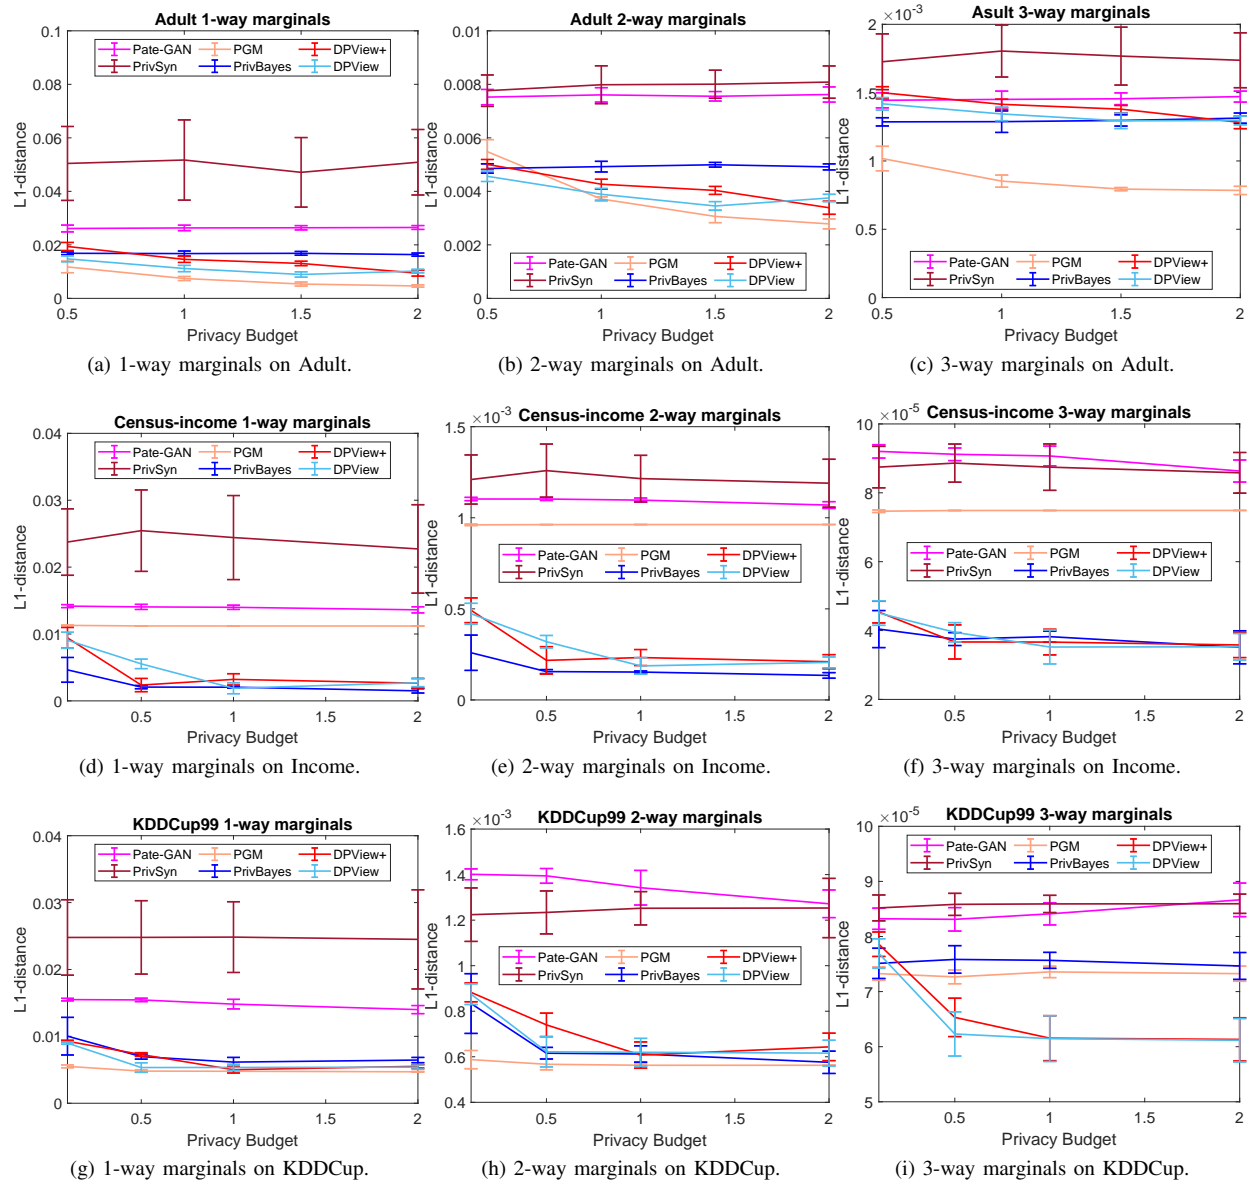 Adult 1-way marginals
0.1
0.08
0.06
0.04
0.02
0
L1-distance
Pate-GAN PGM DPView+
PrivSyn PrivBayes DPView
0.5 1 1.5 2
Privacy Budget
(a) 1-way marginals on Adult.
Adult 2-way marginals
0.01
0.008
0.006
0.004
0.002
0
L1-distance
Pate-GAN PGM DPView+
PrivSyn PrivBayes DPView
0.5 1 1.5 2
Privacy Budget
(b) 2-way marginals on Adult.
Asult 3-way marginals
×10⁻³
2
1.5
1
0.5
0
L1-distance
Pate-GAN PGM DPView+
PrivSyn PrivBayes DPView
0.5 1 1.5 2
Privacy Budget
(c) 3-way marginals on Adult.
Census-income 1-way marginals
0.04
0.03
0.02
0.01
0
L1-distance
Pate-GAN PGM DPView+
PrivSyn PrivBayes DPView
0.5 1 1.5 2
Privacy Budget
(d) 1-way marginals on Income.
Census-income 2-way marginals
×10⁻³
1.5
1
0.5
0
L1-distance
Pate-GAN PGM DPView+
PrivSyn PrivBayes DPView
0.5 1 1.5 2
Privacy Budget
(e) 2-way marginals on Income.
Census-income 3-way marginals
×10⁻⁵
10
8
6
4
2
L1-distance
Pate-GAN PGM DPView+
PrivSyn PrivBayes DPView
0.5 1 1.5 2
Privacy Budget
(f) 3-way marginals on Income.
KDDCup99 1-way marginals
0.04
0.03
0.02
0.01
0
L1-distance
Pate-GAN PGM DPView+
PrivSyn PrivBayes DPView
0.5 1 1.5 2
Privacy Budget
(g) 1-way marginals on KDDCup.
KDDCup99 2-way marginals
×10⁻³
1.6
1.4
1.2
1
0.8
0.6
0.4
L1-distance
Pate-GAN PGM DPView+
PrivSyn PrivBayes DPView
0.5 1 1.5 2
Privacy Budget
(h) 2-way marginals on KDDCup.
KDDCup99 3-way marginals
×10⁻⁵
10
9
8
7
6
5
L1-distance
Pate-GAN PGM DPView+
PrivSyn PrivBayes DPView
0.5 1 1.5 2
Privacy Budget
(i) 3-way marginals on KDDCup.